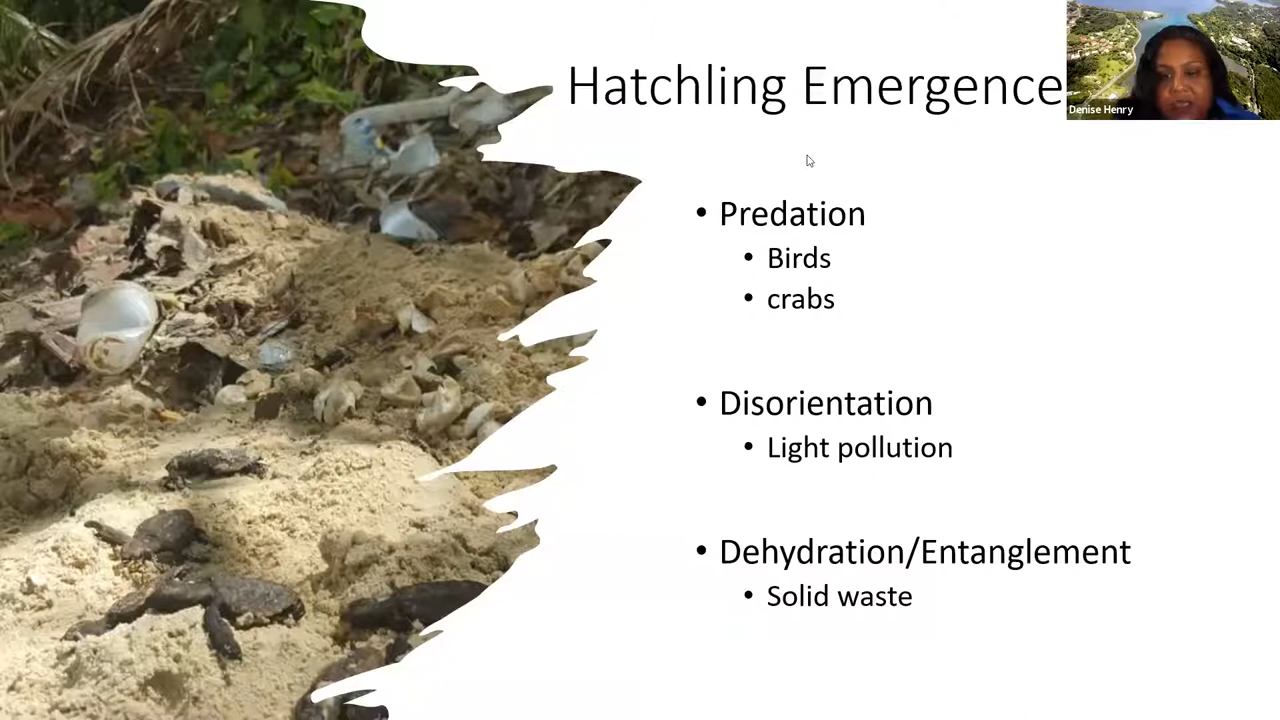 Hatchling Emergence
Denise Henry
• Predation
• Birds
• crabs
• Disorientation
• Light pollution
• Dehydration/Entanglement
• Solid waste